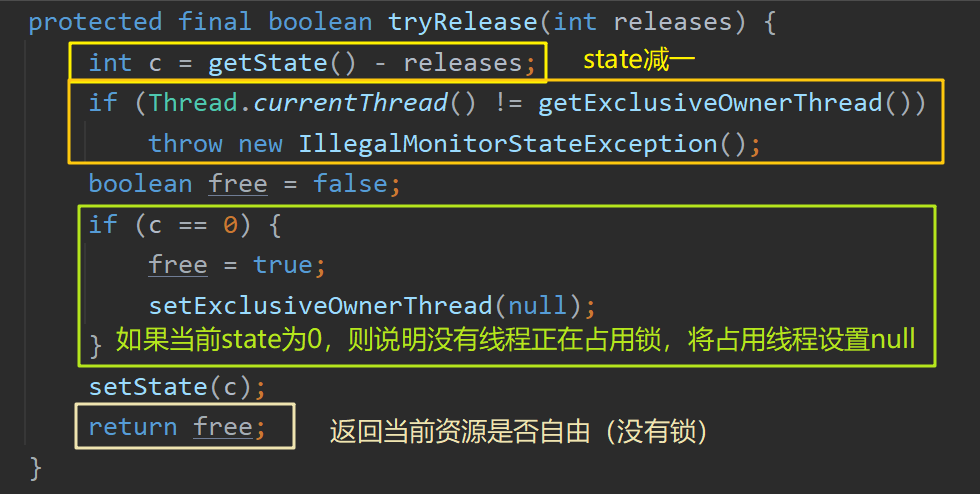 protected final boolean tryRelease(int releases) {
int c = getState() - releases; state减一
if (Thread.currentThread() != getExclusiveOwnerThread())
throw new IllegalMonitorStateException();
boolean free = false;
if (c == 0) {
free = true;
setExclusiveOwnerThread(null);
} 如果当前state为0，则说明没有线程正在占用锁，将占用线程设置null
setState(c);
return free; 返回当前资源是否自由（没有锁）
}